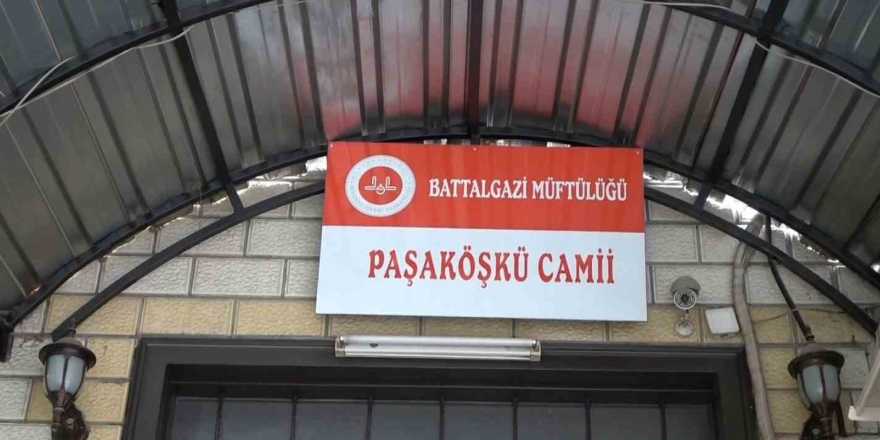 BATTALGAZİ MÜFTÜLÜĞÜ
PAŞAKÖŞKÜ CAMİİ